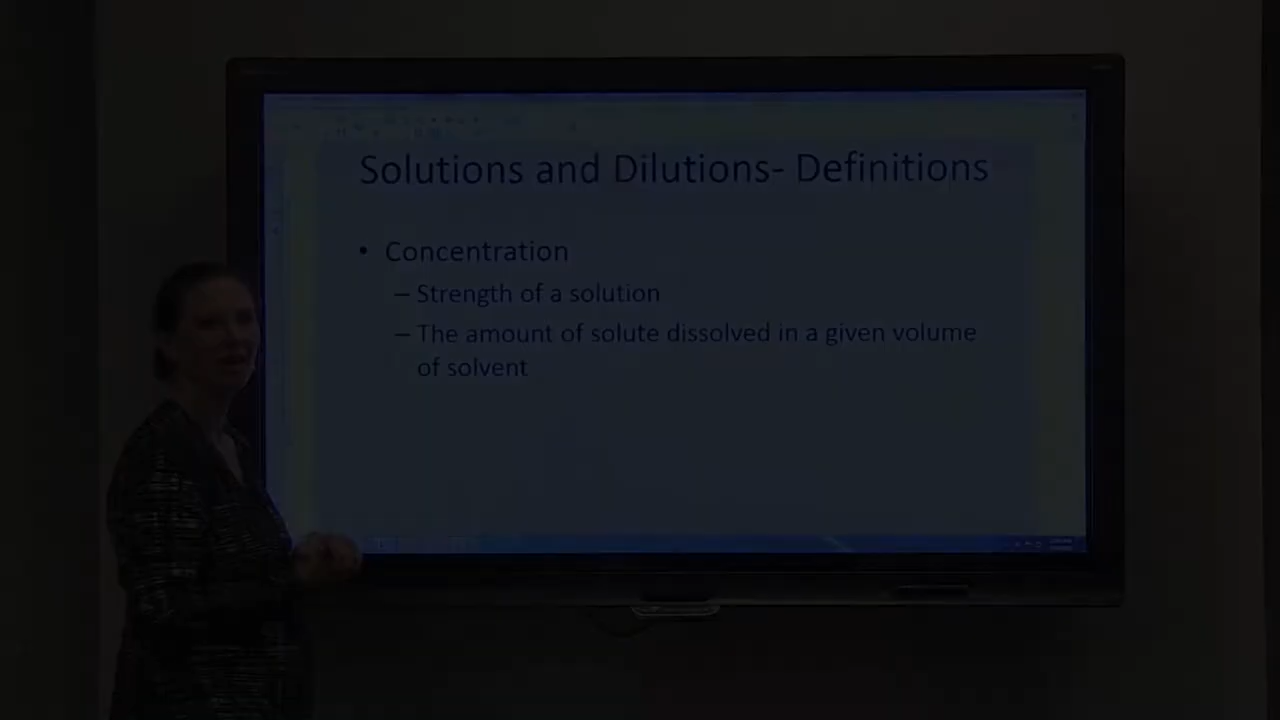 Solutions and Dilutions- Definitions
• Concentration
– Strength of a solution
– The amount of solute dissolved in a given volume
of solvent